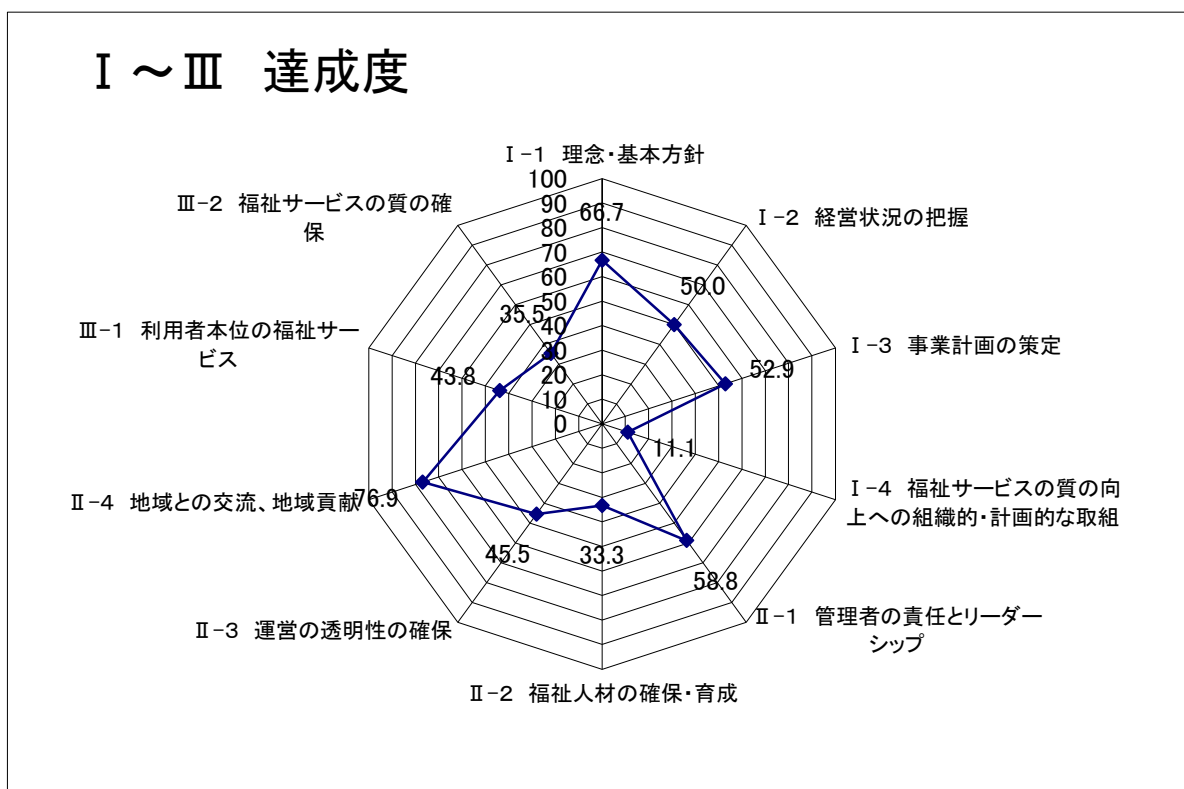 Ⅰ～Ⅲ 達成度
Ⅰ-1 理念・基本方針
Ⅰ-2 経営状況の把握
Ⅰ-3 事業計画の策定
Ⅰ-4 福祉サービスの質の向
上への組織的・計画的な取組
Ⅱ-1 管理者の責任とリーダー
シップ
Ⅱ-2 福祉人材の確保・育成
Ⅱ-3 運営の透明性の確保
Ⅱ-4 地域との交流、地域貢献
Ⅲ-1 利用者本位の福祉サー
ビス
Ⅲ-2 福祉サービスの質の確
保
100
90
80
70
60
50
40
30
20
10
0
66.7
50.0
52.9
11.1
58.8
33.3
45.5
76.9
43.8
35.5